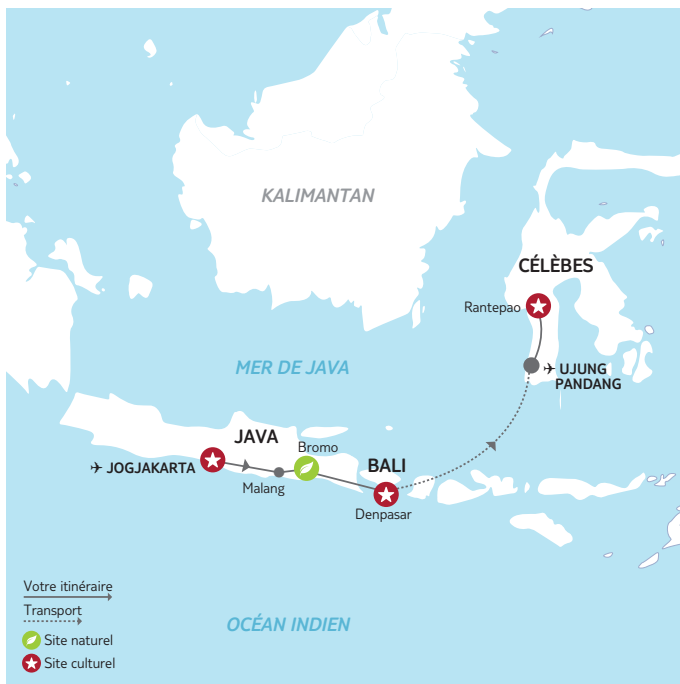 KALIMANTAN
CÉLÈBES
Rantepao
MER DE JAVA
UJUNG
PANDANG
JAVA
Bromo
BALI
JOGJAKARTA
Malang
Denpasar
Votre itinéraire
Transport
OCÉAN INDIEN
Site naturel
Site culturel